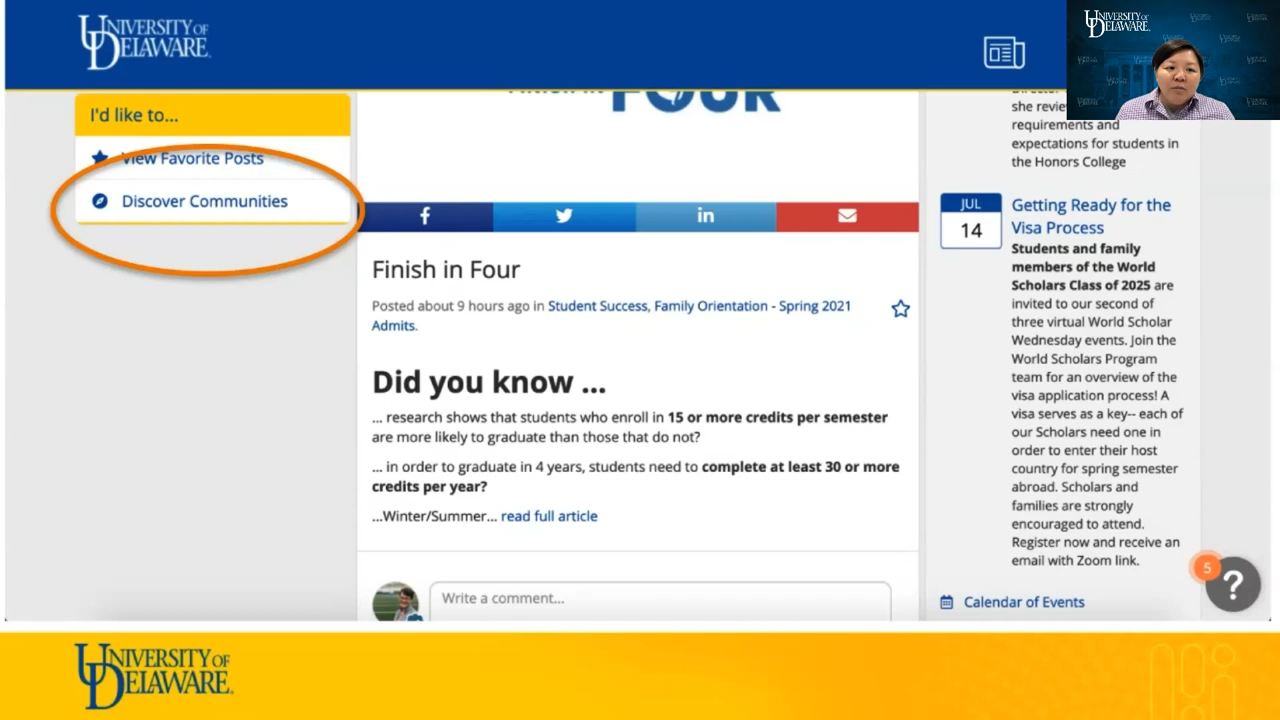 UNIVERSITY OF
DELAWARE
UNIVERSITY OF
DELAWARE.
I'd like to...
View Favorite Posts
Discover Communities
FOUR
f
in
Finish in Four
Posted about 9 hours ago in Student Success, Family Orientation - Spring 2021
Admits.
Did you know ...
... research shows that students who enroll in 15 or more credits per semester
are more likely to graduate than those that do not?
... in order to graduate in 4 years, students need to complete at least 30 or more
credits per year?
...Winter/Summer... read full article
Write a comment...
she review
requirements and
expectations for students in
the Honors College
JUL
14
Getting Ready for the
Visa Process
Students and family
members of the World
Scholars Class of 2025 are
invited to our second of
three virtual World Scholar
Wednesday events. Join the
World Scholars Program
team for an overview of the
visa application process! A
visa serves as a key-- each of
our Scholars need one in
order to enter their host
country for spring semester
abroad. Scholars and
families are strongly
encouraged to attend.
Register now and receive an
email with Zoom link.
Calendar of Events
5
?
UNIVERSITY OF
DELAWARE.